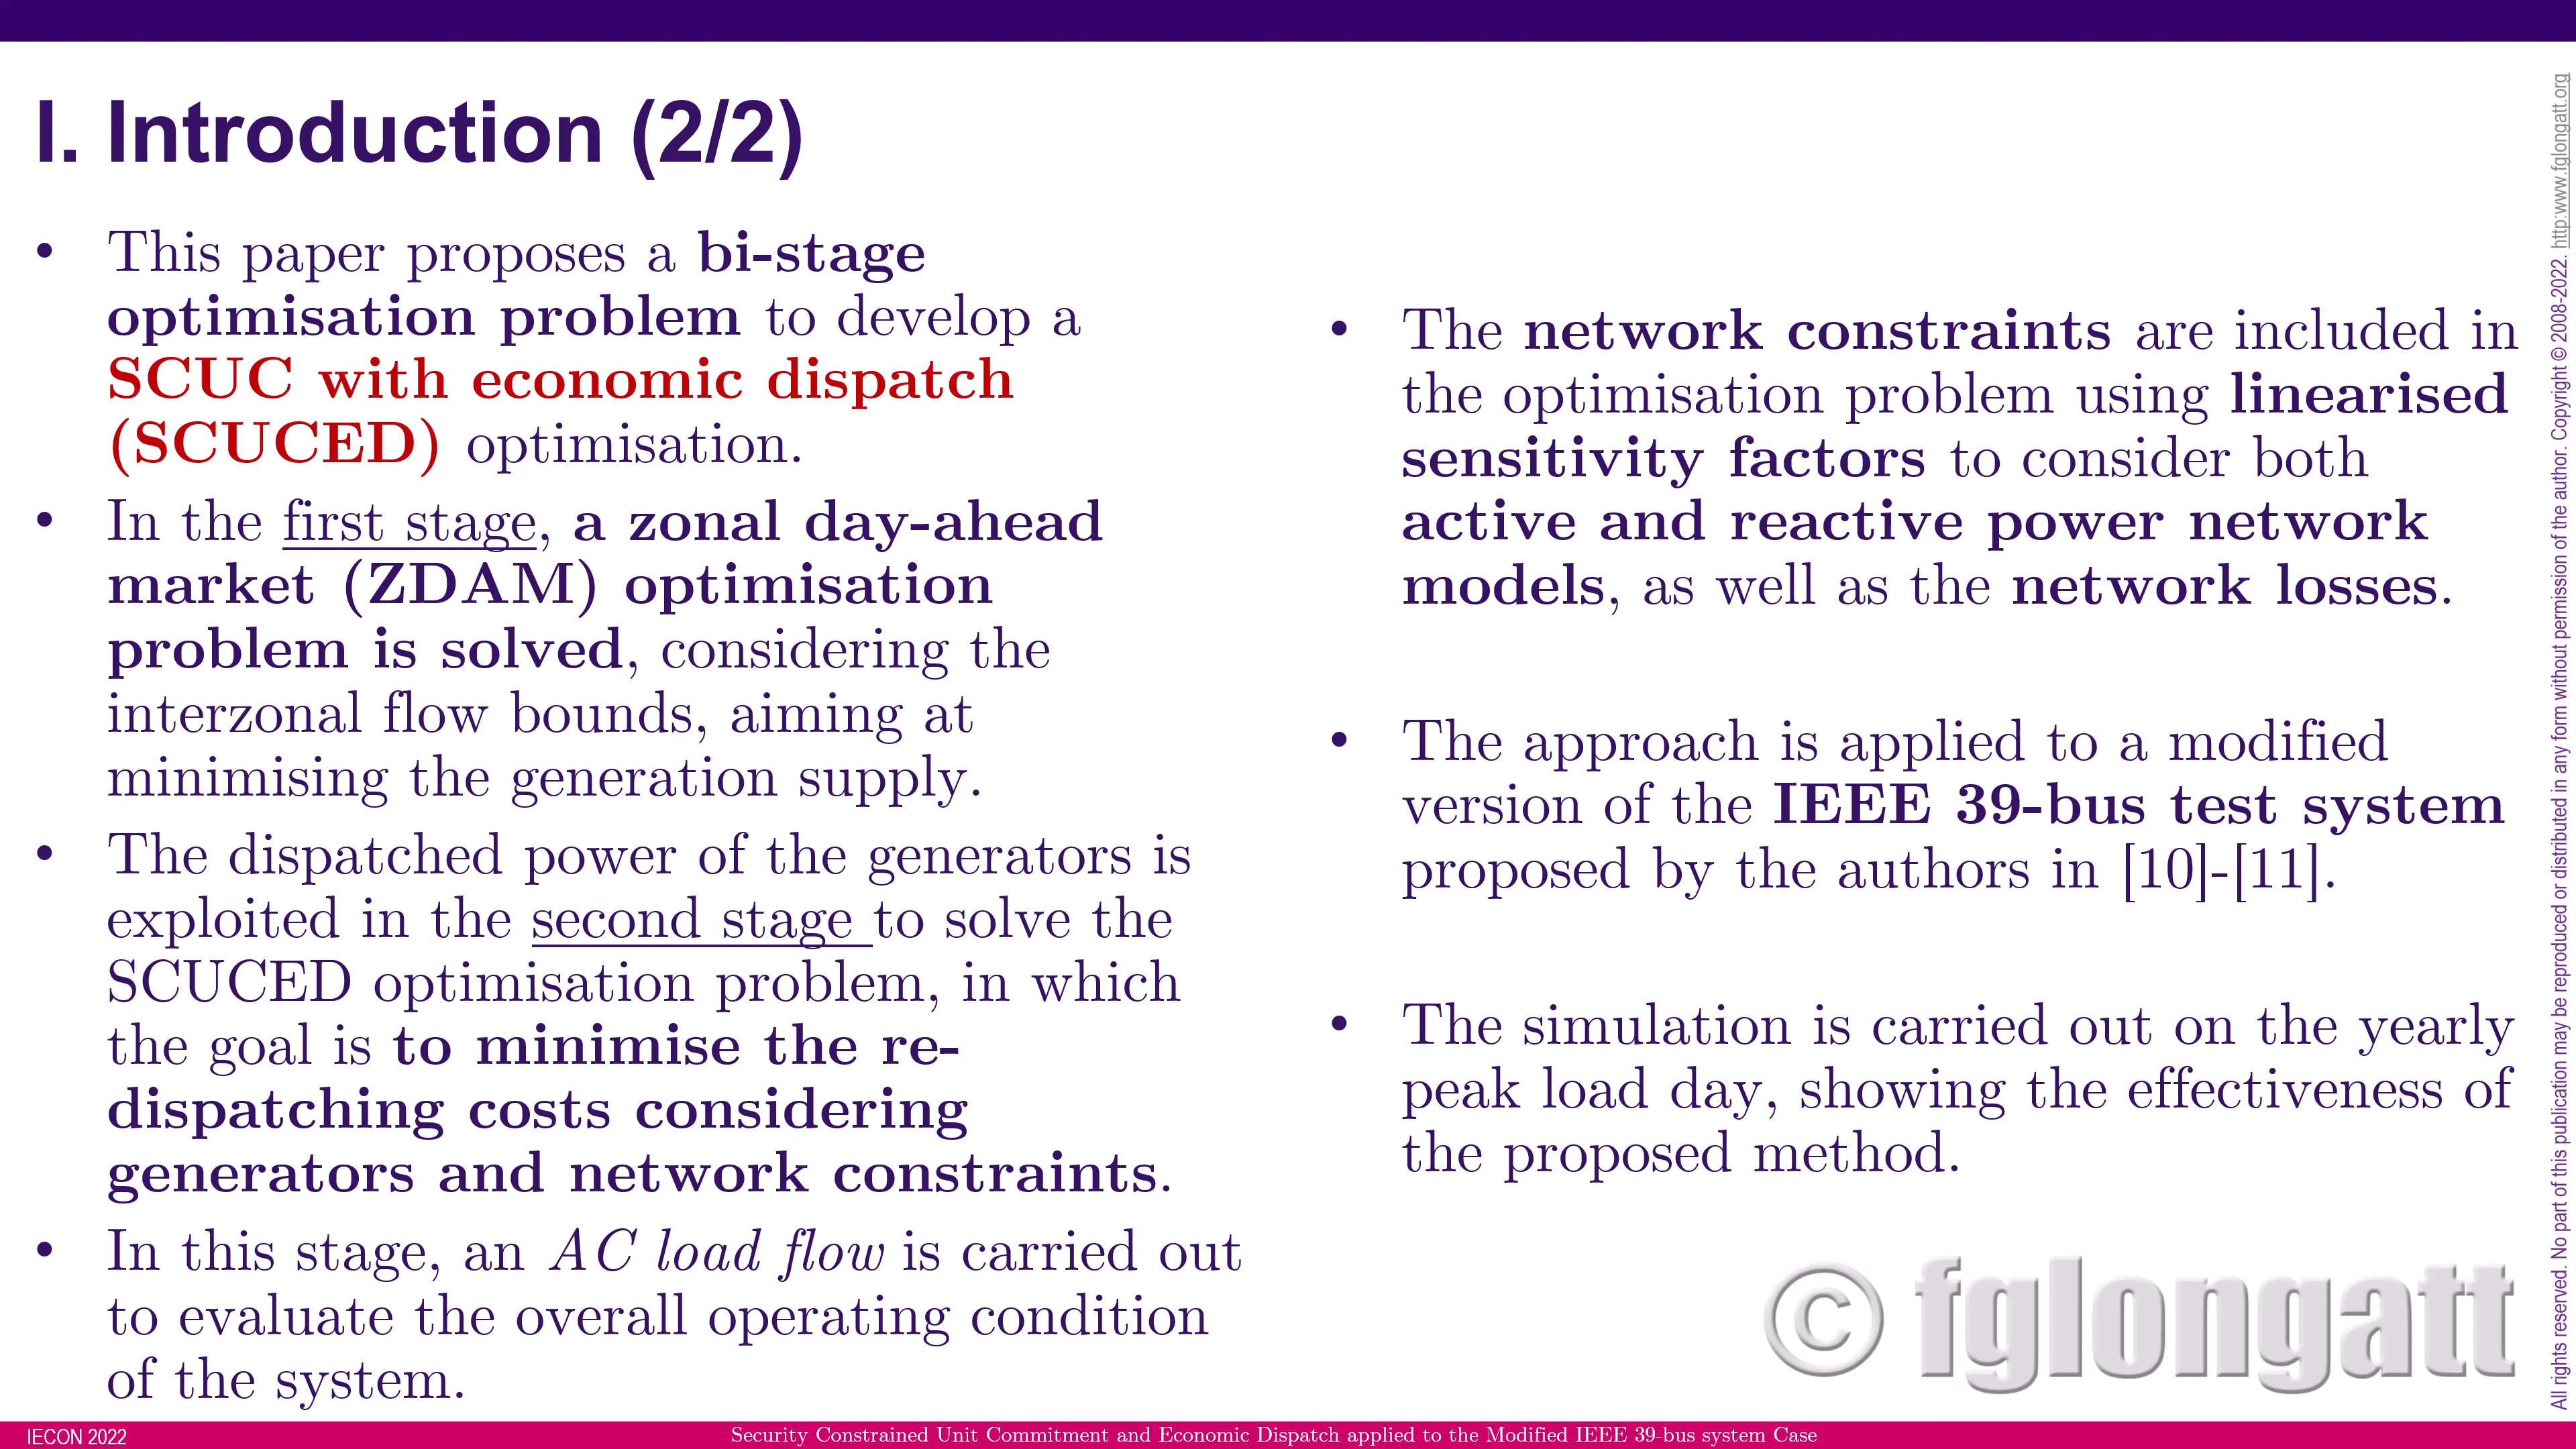 I. Introduction (2/2)
• This paper proposes a bi-stage
optimisation problem to develop a
SCUC with economic dispatch
(SCUCED) optimisation.
• In the first stage, a zonal day-ahead
market (ZDAM) optimisation
problem is solved, considering the
interzonal flow bounds, aiming at
minimising the generation supply.
• The dispatched power of the generators is
exploited in the second stage to solve the
SCUCED optimisation problem, in which
the goal is to minimise the re-
dispatching costs considering
generators and network constraints.
• In this stage, an AC load flow is carried out
to evaluate the overall operating condition
of the system.
• The network constraints are included in
the optimisation problem using linearised
sensitivity factors to consider both
active and reactive power network
models, as well as the network losses.
• The approach is applied to a modified
version of the IEEE 39-bus test system
proposed by the authors in [10]-[11].
• The simulation is carried out on the yearly
peak load day, showing the effectiveness of
the proposed method.
© fglongatt
All rights reserved. No part of this publication may be reproduced or distributed in any form without permission of the author. Copyright © 2008-2022. http:www.fglongatt.org
IECON 2022
Security Constrained Unit Commitment and Economic Dispatch applied to the Modified IEEE 39-bus system Case